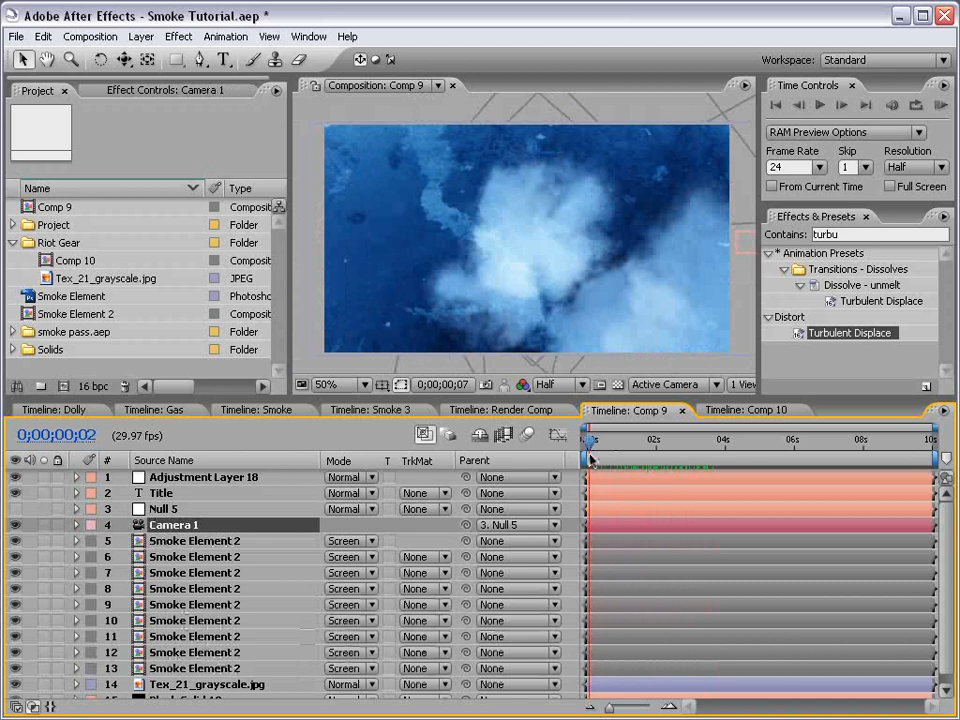 Adobe After Effects - Smoke Tutorial.aep *
File Edit Composition Layer Effect Animation View Window Help
Workspace: Standard
Project Effect Controls: Camera 1
Composition: Comp 9
Time Controls
RAM Preview Options
Frame Rate Skip Resolution
24 1 Half
From Current Time Full Screen
Name Type
Comp 9 Composit
Project Folder
Riot Gear Folder
Comp 10 Composit
Tex_21_grayscale.jpg JPEG
Smoke Element Photosho
Smoke Element 2 Composit
smoke pass.aep Folder
Solids Folder
16 bpc
Effects & Presets
Contains: turbu
* Animation Presets
Transitions - Dissolves
Dissolve - unmelt
Turbulent Displace
Distort
Turbulent Displace
50% 0;00;00;07 Half Active Camera 1 View
Timeline: Dolly Timeline: Gas Timeline: Smoke Timeline: Smoke 3 Timeline: Render Comp Timeline: Comp 9 Timeline: Comp 10
0;00;00;02 (29.97 fps)
02s 04s 06s 08s 10s
# Source Name Mode T TrkMat Parent
1 Adjustment Layer 18 Normal None
2 T Title Normal None None
3 Null 5 Normal None None
4 Camera 1 3. Null 5
5 Smoke Element 2 Screen None
6 Smoke Element 2 Screen None None
7 Smoke Element 2 Screen None None
8 Smoke Element 2 Screen None None
9 Smoke Element 2 Screen None None
10 Smoke Element 2 Screen None None
11 Smoke Element 2 Screen None None
12 Smoke Element 2 Screen None None
13 Smoke Element 2 Screen None None
14 Tex_21_grayscale.jpg Normal None None